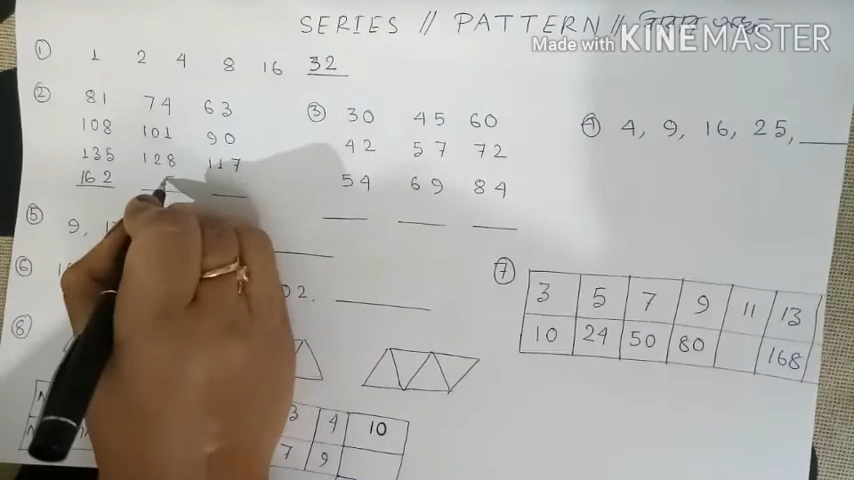 SERIES // PATTERN //
Made with KINEMASTER
① 1 2 4 8 16 32
② 81 74 63
108 101 90
135 128 117
162
③ 30 45 60
42 57 72
54 69 84
④ 4, 9, 16, 25,
⑤ 9,
⑥
02,
⑦ 3 5 7 9 11 13
10 24 50 80 168
⑧
3 4 10
7 9